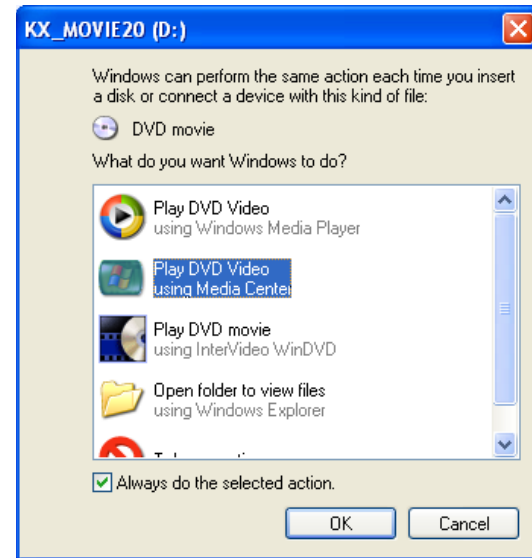 KX_MOVIE20 (D:)
Windows can perform the same action each time you insert
a disk or connect a device with this kind of file:
DVD movie
What do you want Windows to do?
Play DVD Video
using Windows Media Player
Play DVD Video
using Media Center
Play DVD movie
using InterVideo WinDVD
Open folder to view files
using Windows Explorer
Always do the selected action.
OK
Cancel